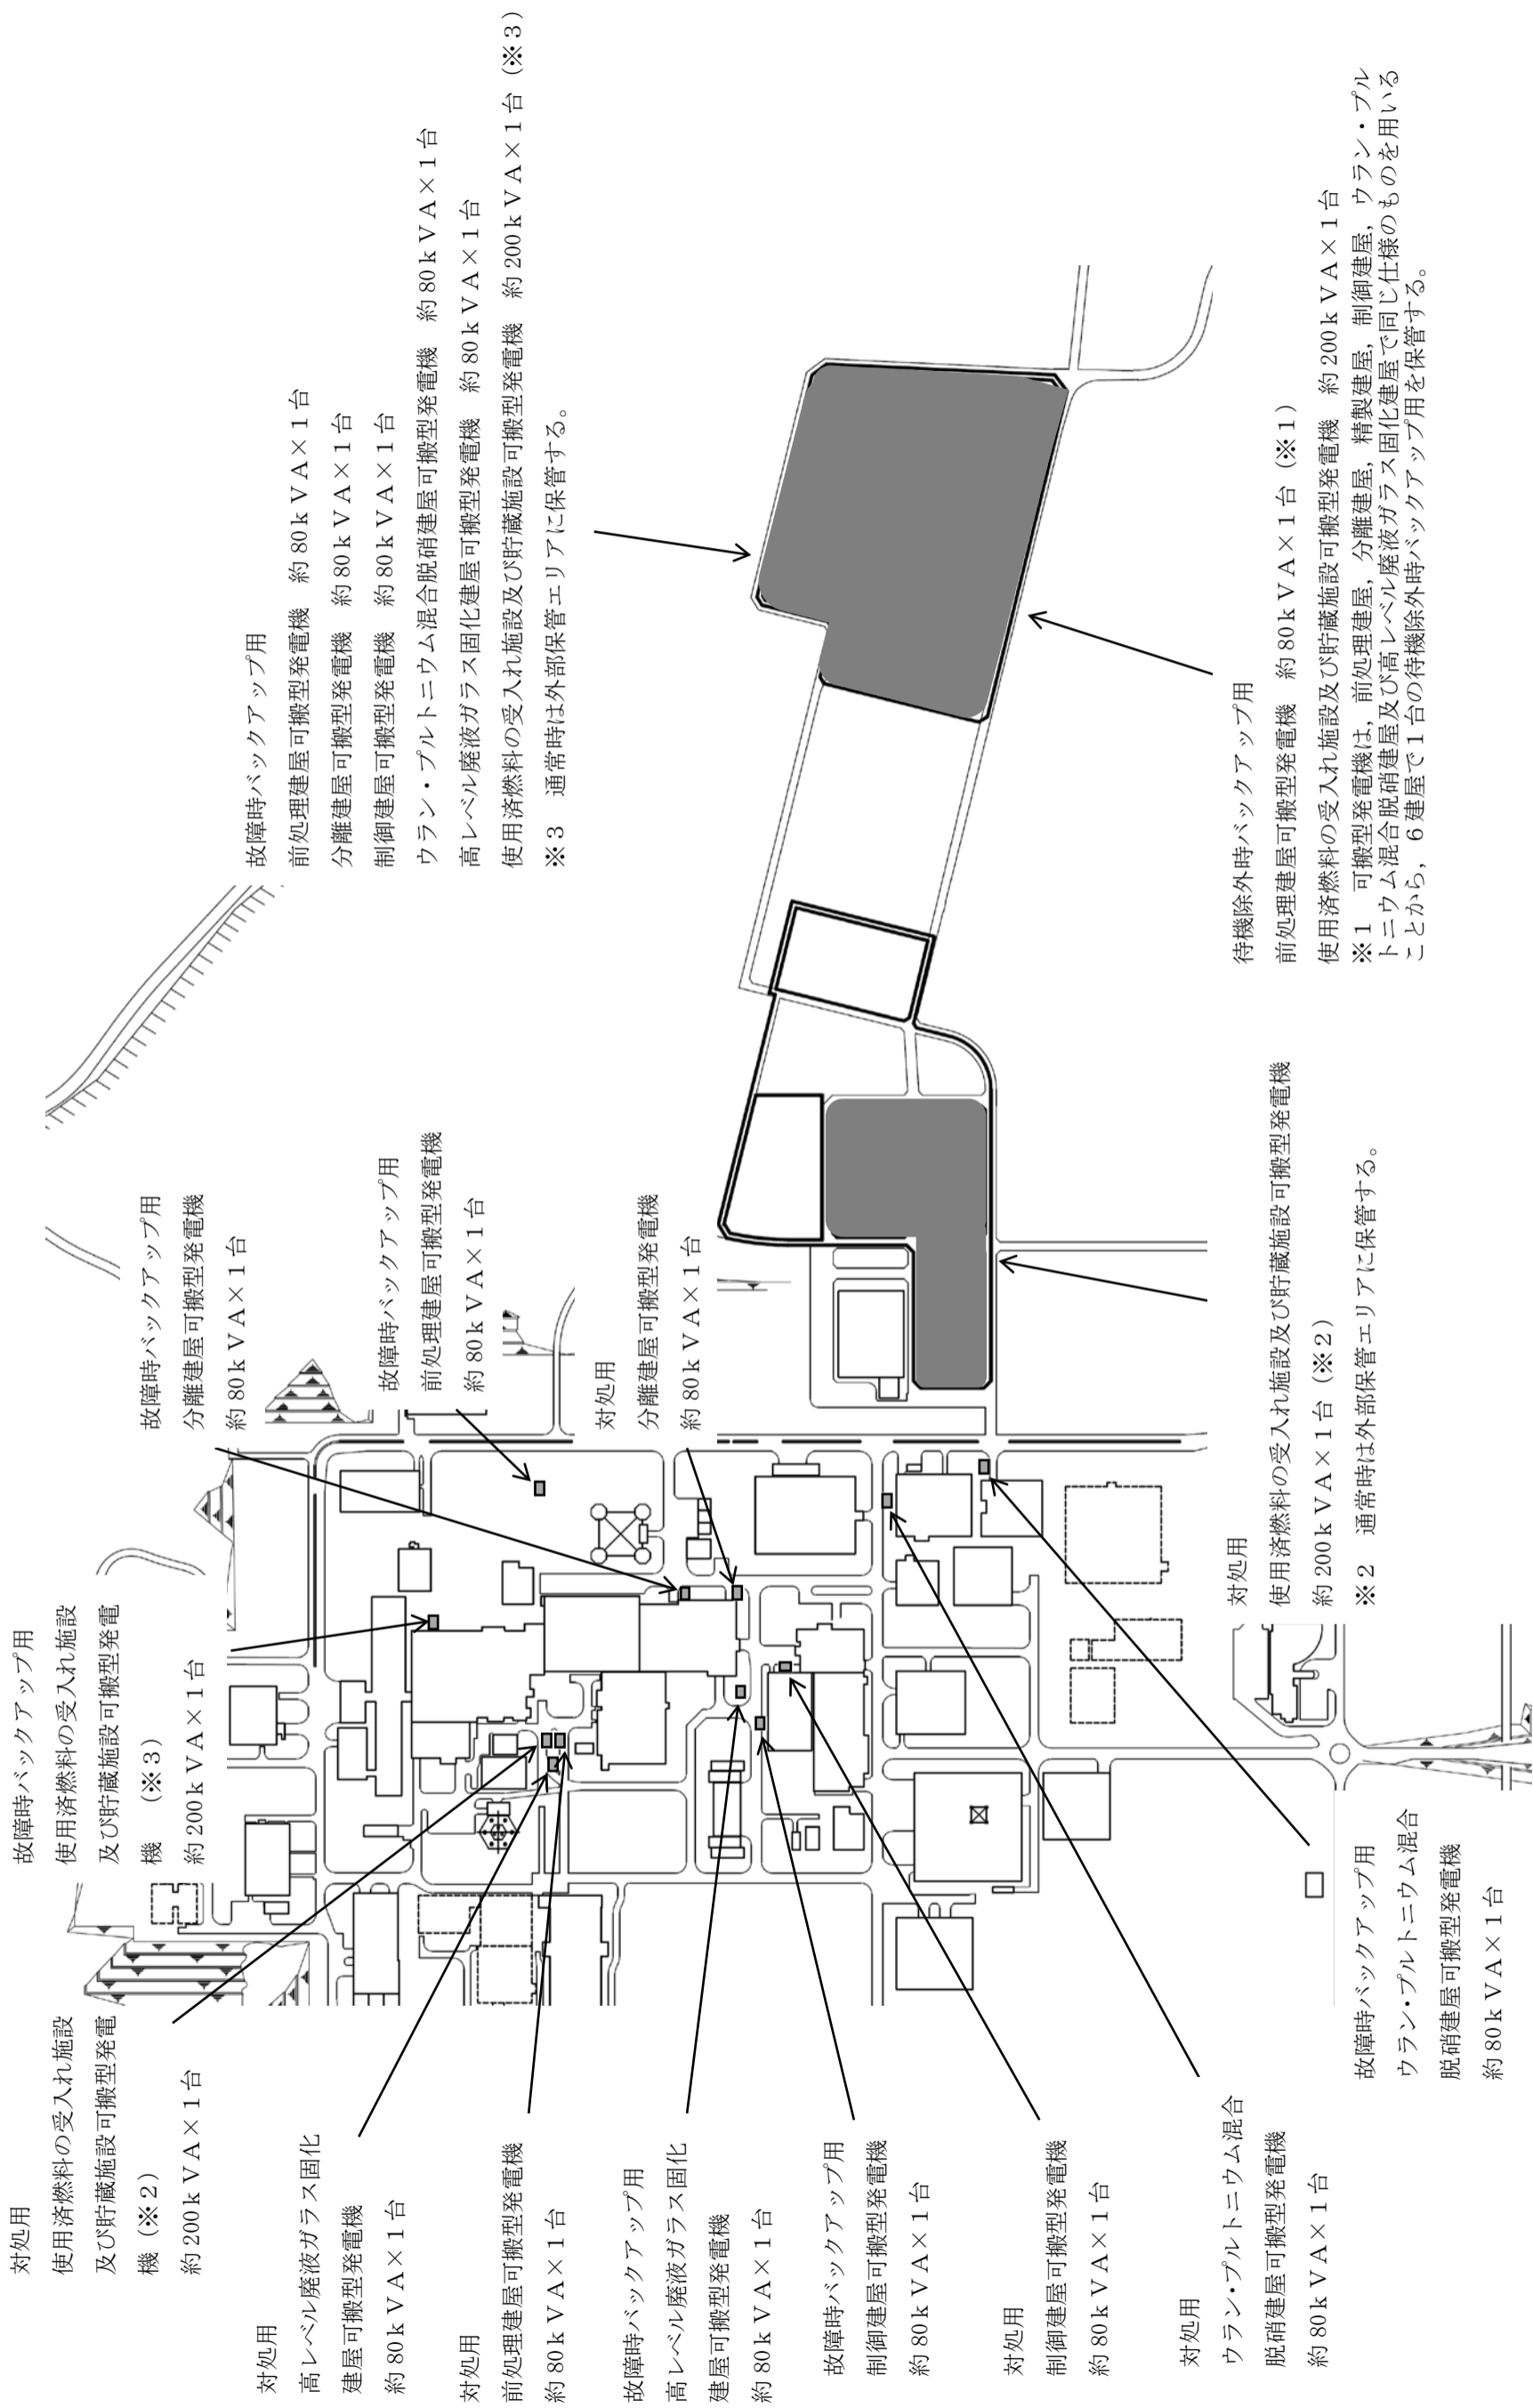 対処用
使用済燃料の受入れ施設
及び貯蔵施設可搬型発電
機（※２）
約200ｋＶＡ×１台
対処用
高レベル廃液ガラス固化
建屋可搬型発電機
約80ｋＶＡ×１台
対処用
前処理建屋可搬型発電機
約80ｋＶＡ×１台
故障時バックアップ用
高レベル廃液ガラス固化
建屋可搬型発電機
約80ｋＶＡ×１台
故障時バックアップ用
制御建屋可搬型発電機
約80ｋＶＡ×１台
対処用
制御建屋可搬型発電機
約80ｋＶＡ×１台
対処用
ウラン・プルトニウム混合
脱硝建屋可搬型発電機
約80ｋＶＡ×１台
故障時バックアップ用
使用済燃料の受入れ施設
及び貯蔵施設可搬型発電
機　（※３）
約200ｋＶＡ×１台
故障時バックアップ用
ウラン・プルトニウム混合
脱硝建屋可搬型発電機
約80ｋＶＡ×１台
故障時バックアップ用
分離建屋可搬型発電機
約80ｋＶＡ×１台
故障時バックアップ用
前処理建屋可搬型発電機
約80ｋＶＡ×１台
対処用
分離建屋可搬型発電機
約80ｋＶＡ×１台
対処用
使用済燃料の受入れ施設及び貯蔵施設可搬型発電機
約200ｋＶＡ×１台（※２）
※２　通常時は外部保管エリアに保管する。
故障時バックアップ用
前処理建屋可搬型発電機　約80ｋＶＡ×１台
分離建屋可搬型発電機　約80ｋＶＡ×１台
制御建屋可搬型発電機　約80ｋＶＡ×１台
ウラン・プルトニウム混合脱硝建屋可搬型発電機　約80ｋＶＡ×１台
高レベル廃液ガラス固化建屋可搬型発電機　約80ｋＶＡ×１台
使用済燃料の受入れ施設及び貯蔵施設可搬型発電機　約200ｋＶＡ×１台（※３）
※３　通常時は外部保管エリアに保管する。
待機除外時バックアップ用
前処理建屋可搬型発電機　約80ｋＶＡ×１台（※１）
使用済燃料の受入れ施設及び貯蔵施設可搬型発電機　約200ｋＶＡ×１台
※１　可搬型発電機は，前処理建屋，分離建屋，精製建屋，制御建屋，ウラン・プル
トニウム混合脱硝建屋及び高レベル廃液ガラス固化建屋で同じ仕様のものを用いる
ことから，６建屋で１台の待機除外時バックアップ用を保管する。